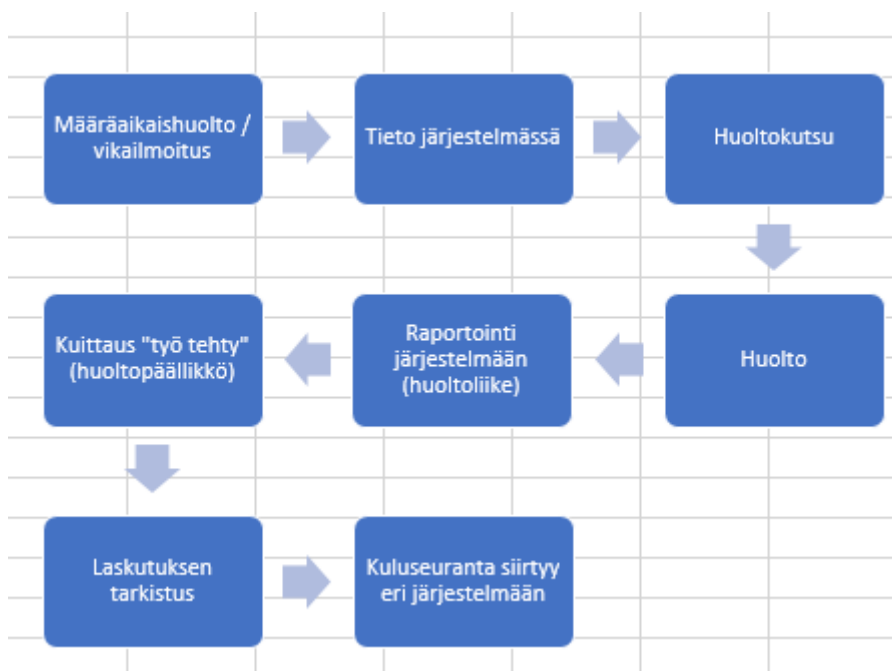 Määräaikaishuolto /
vikailmoitus
Tieto järjestelmässä
Huoltokutsu
Huolto
Raportointi
järjestelmään
(huoltoliike)
Kuittaus "työ tehty"
(huoltopäällikkö)
Laskutuksen
tarkistus
Kuluseuranta siirtyy
eri järjestelmään